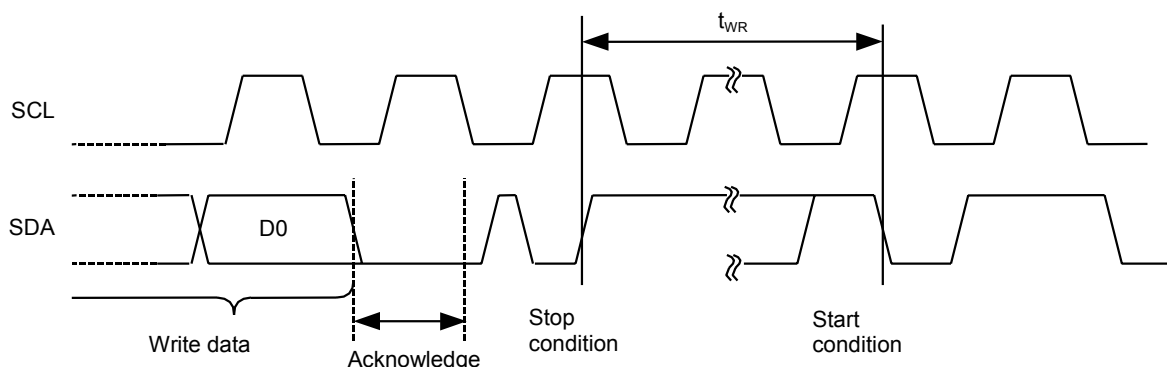 tWR
SCL
SDA
D0
Write data
Acknowledge
Stop
condition
Start
condition